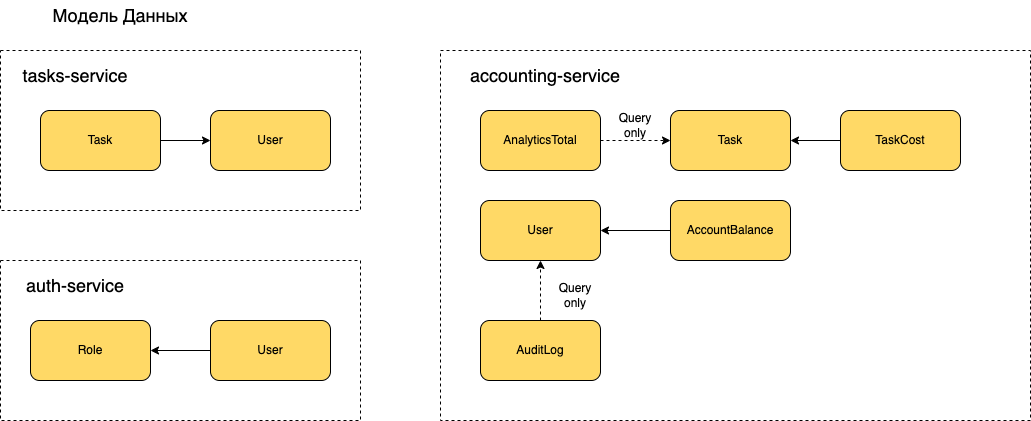 Модель Данных
tasks-service
Task
User
auth-service
Role
User
accounting-service
AnalyticsTotal
Query
only
Task
TaskCost
User
AccountBalance
Query
only
AuditLog